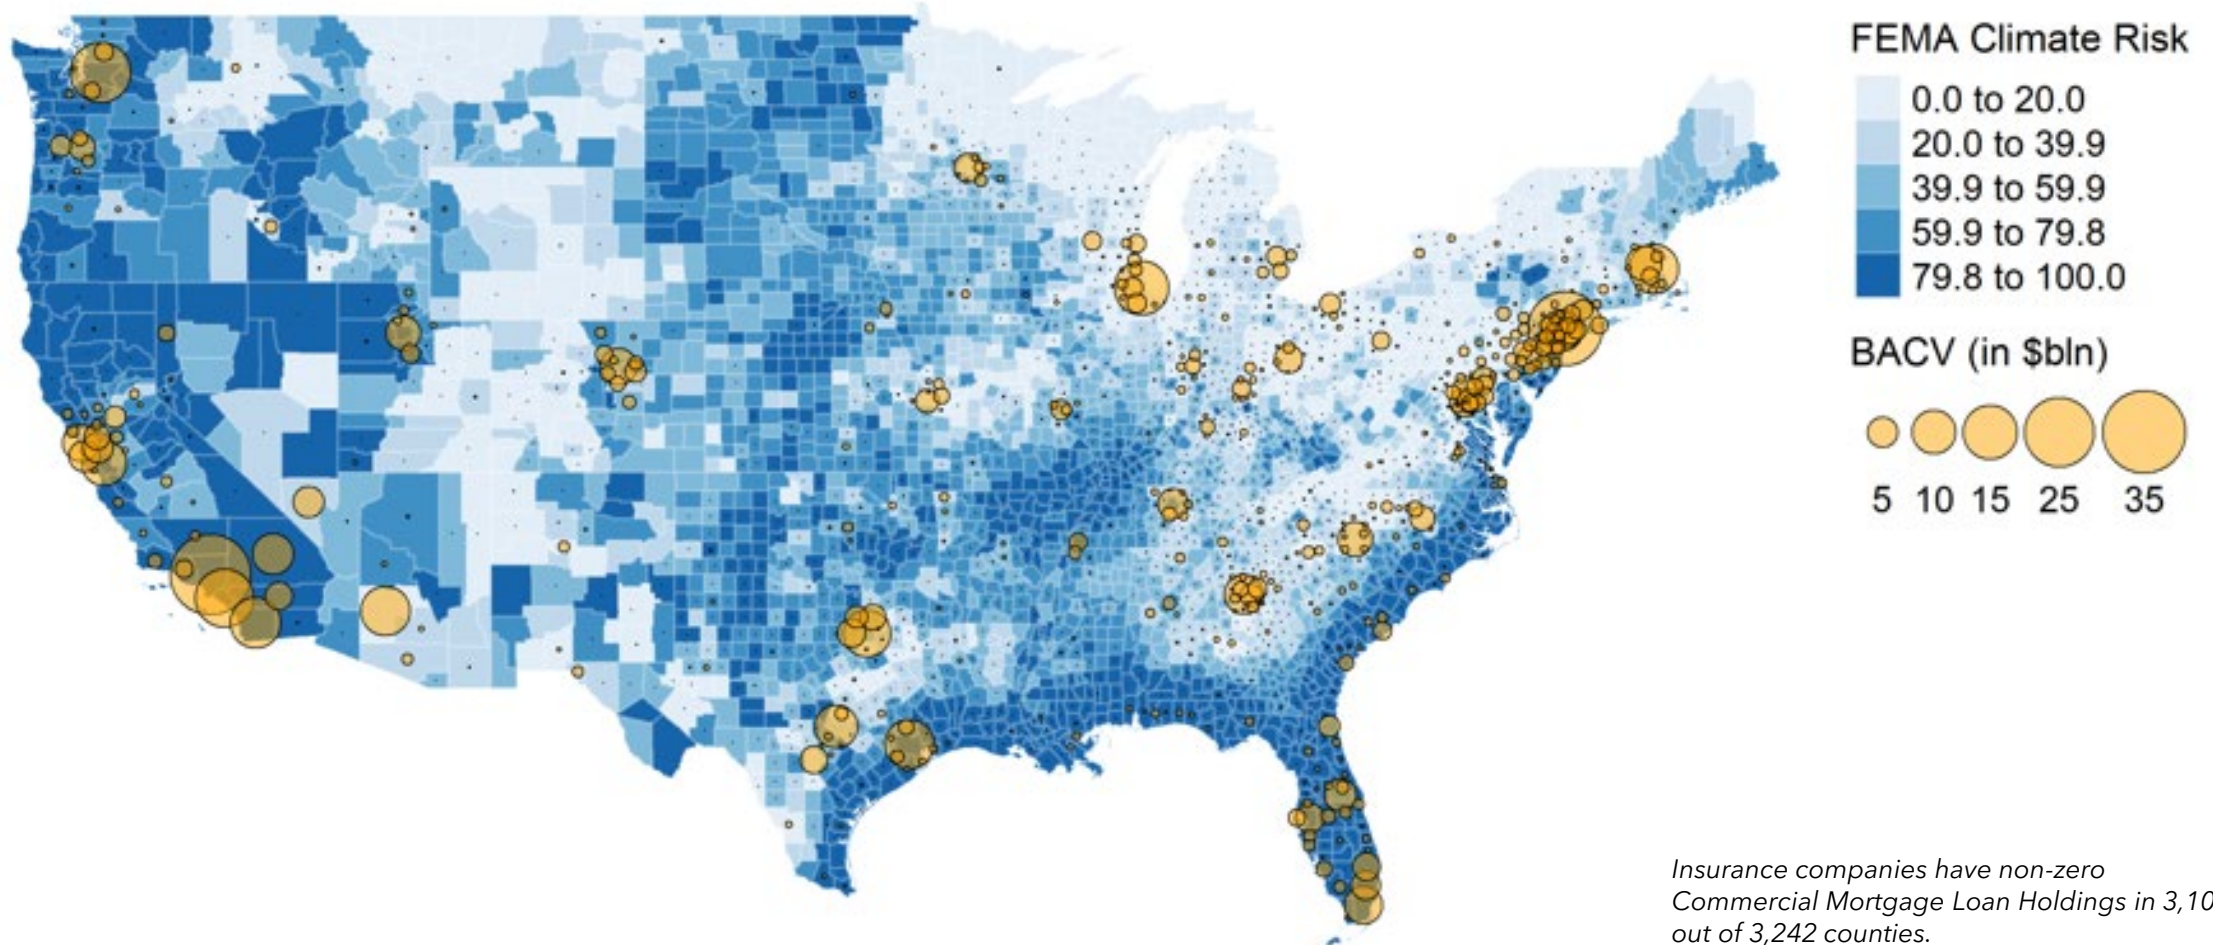 FEMA Climate Risk
0.0 to 20.0
20.0 to 39.9
39.9 to 59.9
59.9 to 79.8
79.8 to 100.0
BACV (in $bln)
5 10 15 25 35
Insurance companies have non-zero
Commercial Mortgage Loan Holdings in
out of 3,242 counties.